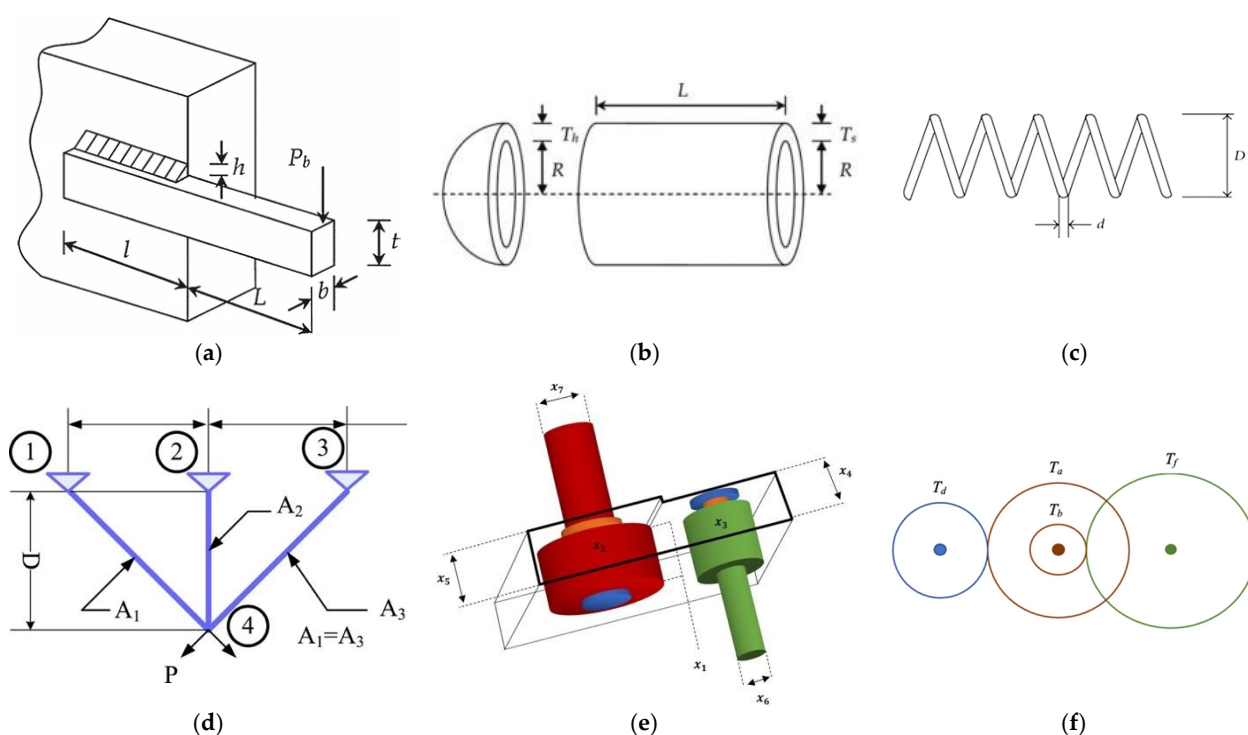 h
P_b
t
l
b
L
(a)
L
T_h
T_s
R
R
(b)
D
d
(c)
1
2
3
D
A_2
A_1
A_3
4
A_1=A_3
P
(d)
x_7
x_4
x_2
x_3
x_5
x_1
x_6
(e)
T_d
T_a
T_f
T_b
(f)